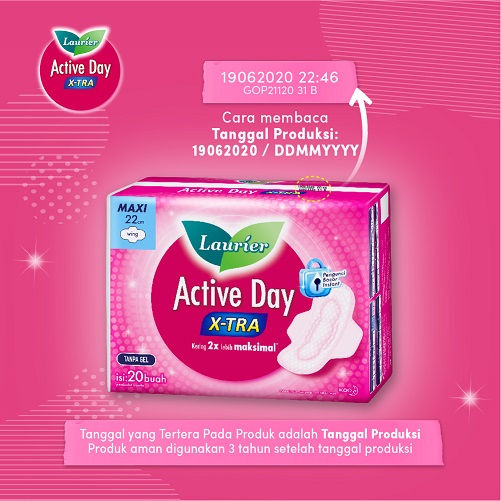 Laurier
Active Day
X-TRA
19062020 22:46
GOP21120 31 B
Cara membaca
Tanggal Produksi:
19062020 / DDMMYYYY
MAXI
22cm
wing
Laurier
Active Day
X-TRA
Kering 2x lebih maksimal*
Pengunci
Bocor
Instant
TANPA GEL
isi:20buah
Kao
Tanggal yang Tertera Pada Produk adalah Tanggal Produksi
Produk aman digunakan 3 tahun setelah tanggal produksi